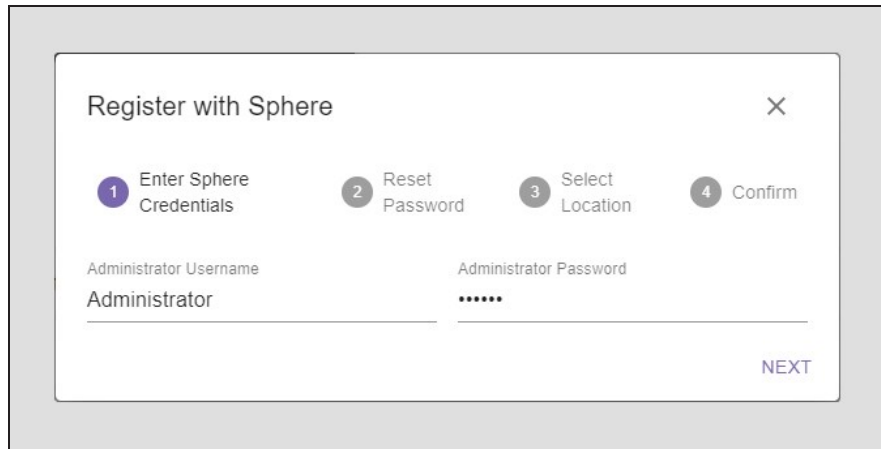 Register with Sphere
1 Enter Sphere
Credentials
2 Reset
Password
3 Select
Location
4 Confirm
Administrator Username
Administrator
Administrator Password
••••••
NEXT